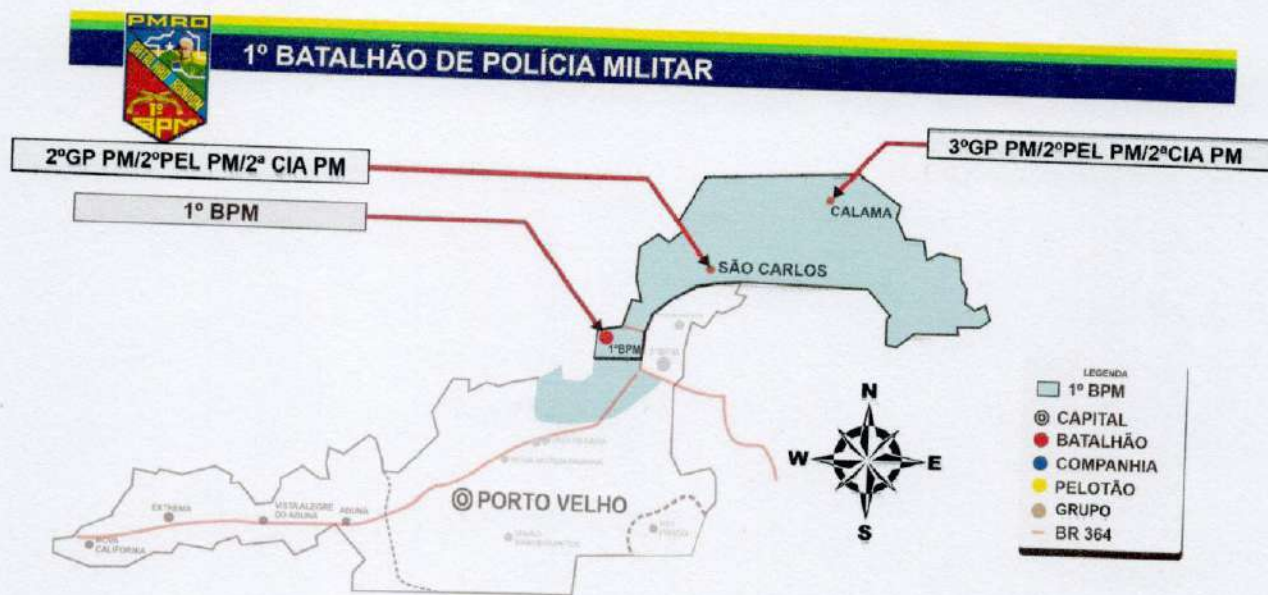 PMRO
BATALHÃO RONDON
1º
BPM
1º BATALHÃO DE POLÍCIA MILITAR
2ºGP PM/2ºPEL PM/2ª CIA PM
3ºGP PM/2ºPEL PM/2ªCIA PM
1º BPM
CALAMA
SÃO CARLOS
1ºBPM
LEGENDA
1º BPM
CAPITAL
BATALHÃO
COMPANHIA
PELOTÃO
GRUPO
BR 364
N
W
E
S
PORTO VELHO
EXTREMA
VISTA ALEGRE
DO ABUNÃ
ABUNÃ
NOVA
CALIFORNIA